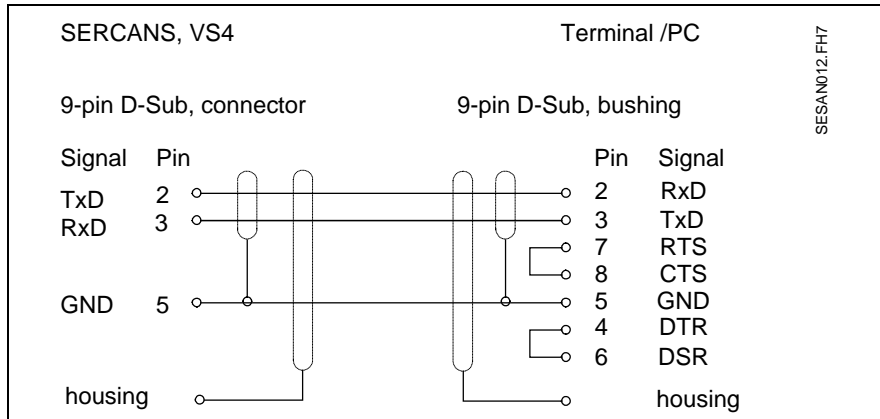 SERCANS, VS4 Terminal /PC
SESAN012.FH7
9-pin D-Sub, connector 9-pin D-Sub, bushing
Signal Pin Pin Signal
TxD 2 2 RxD
RxD 3 3 TxD
7 RTS
8 CTS
GND 5 5 GND
4 DTR
6 DSR
housing housing